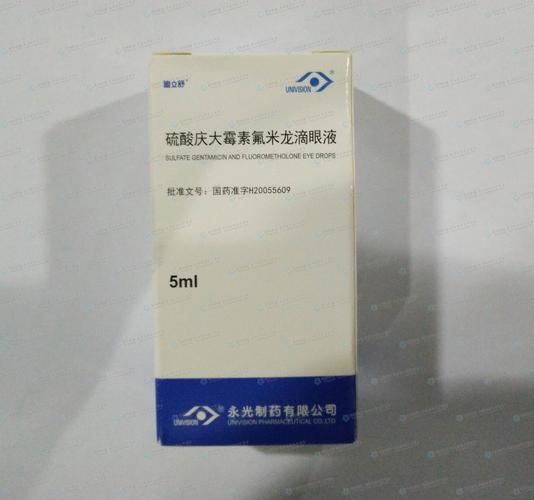 UNIVISION
®
硫酸庆大霉素氟米龙滴眼液
SULFATE GENTAMICIN AND FLUOROMETHOLONE EYE DROPS
批准文号：国药准字H20055609
5ml
UNIVISION
®
永光制药有限公司
UNIVISION PHARMACEUTICAL CO.,LTD